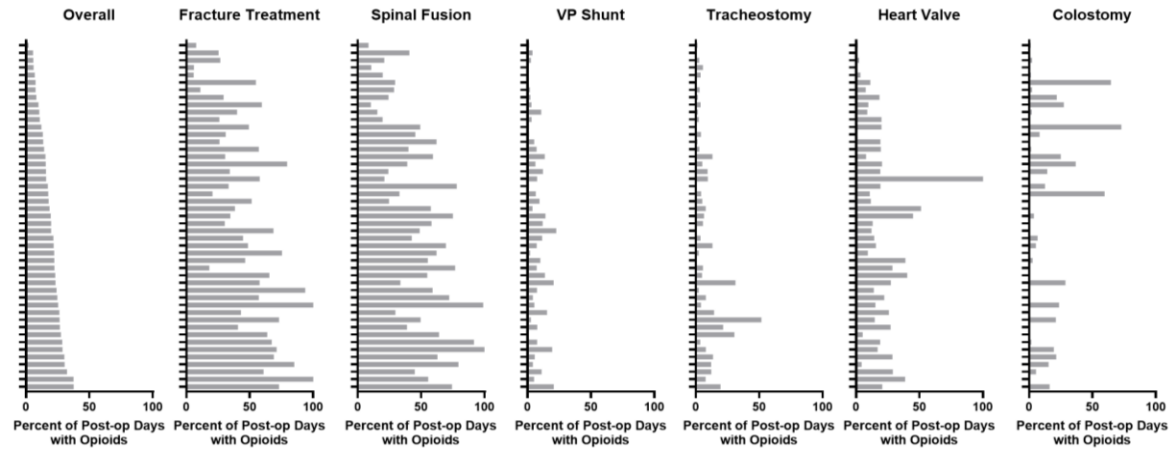 Overall
Fracture Treatment
Spinal Fusion
VP Shunt
Tracheostomy
Heart Valve
Colostomy
0 50 100
0 50 100
0 50 100
0 50 100
0 50 100
0 50 100
0 50 100
Percent of Post-op Days
with Opioids
Percent of Post-op Days
with Opioids
Percent of Post-op Days
with Opioids
Percent of Post-op Days
with Opioids
Percent of Post-op Days
with Opioids
Percent of Post-op Days
with Opioids
Percent of Post-op Days
with Opioids